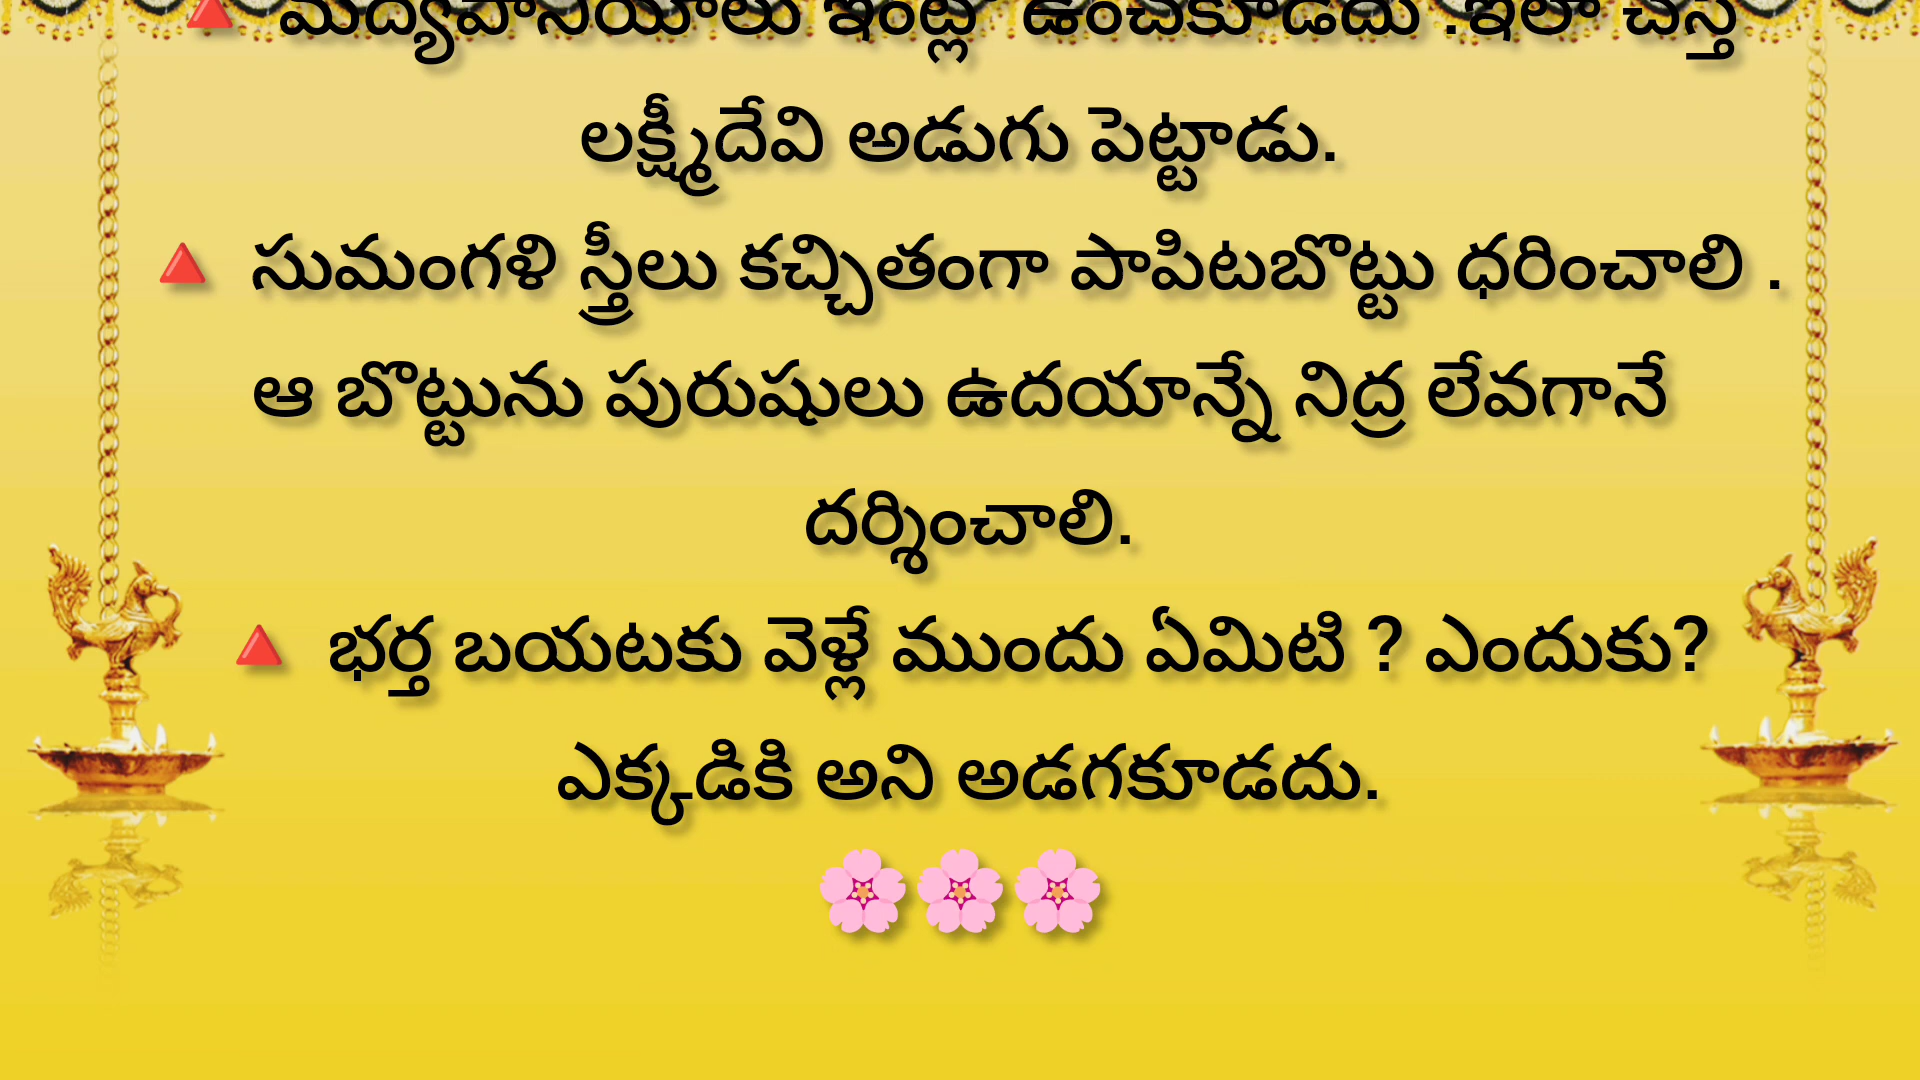 🔺 మద్యపానీయాలు ఇంట్లో ఉంచకూడదు .ఇలా చేస్తే
లక్ష్మీదేవి అడుగు పెట్టాడు.
🔺 సుమంగళి స్త్రీలు కచ్చితంగా పాపిటబొట్టు ధరించాలి .
ఆ బొట్టును పురుషులు ఉదయాన్నే నిద్ర లేవగానే
దర్శించాలి.
🔺 భర్త బయటకు వెళ్లే ముందు ఏమిటి ? ఎందుకు?
ఎక్కడికి అని అడగకూడదు.
🌸🌸🌸